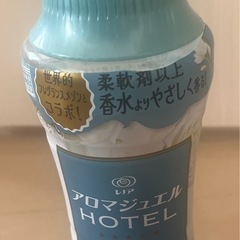 世界的
フレグランスメゾンと
コラボ!
柔軟剤以上
香水よりやさしく香る
レノア
アロマジュエル
HOTEL